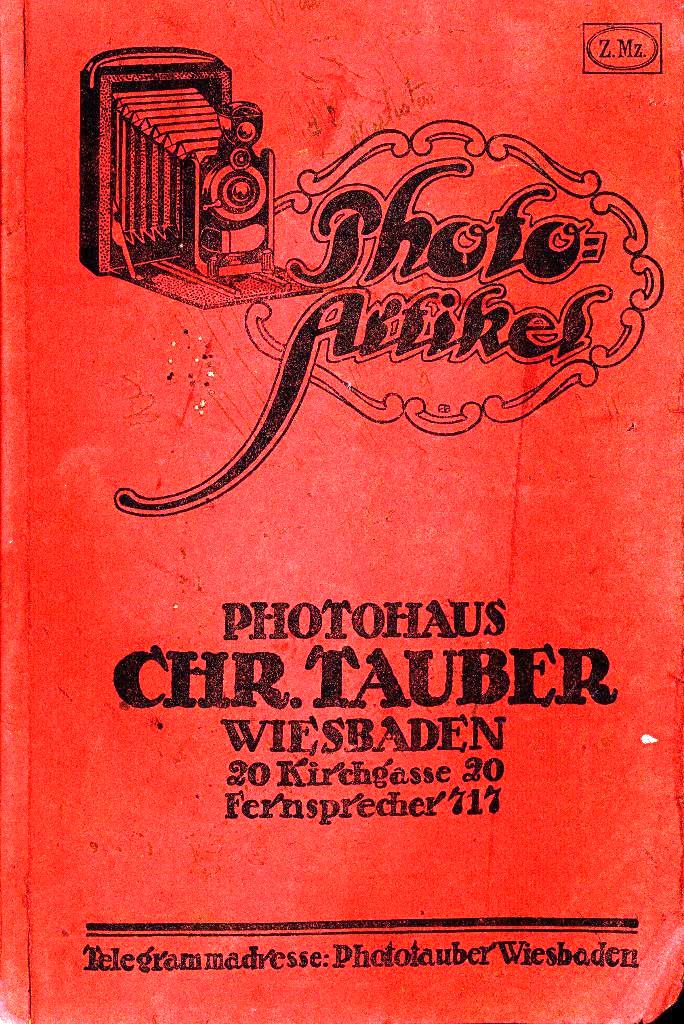 Z. Mz.
Photo-
Artikel
PHOTOHAUS
CHR. TAUBER
WIESBADEN
20 Kirchgasse 20
Fernsprecher 717
Telegrammadresse: Phototauber Wiesbaden